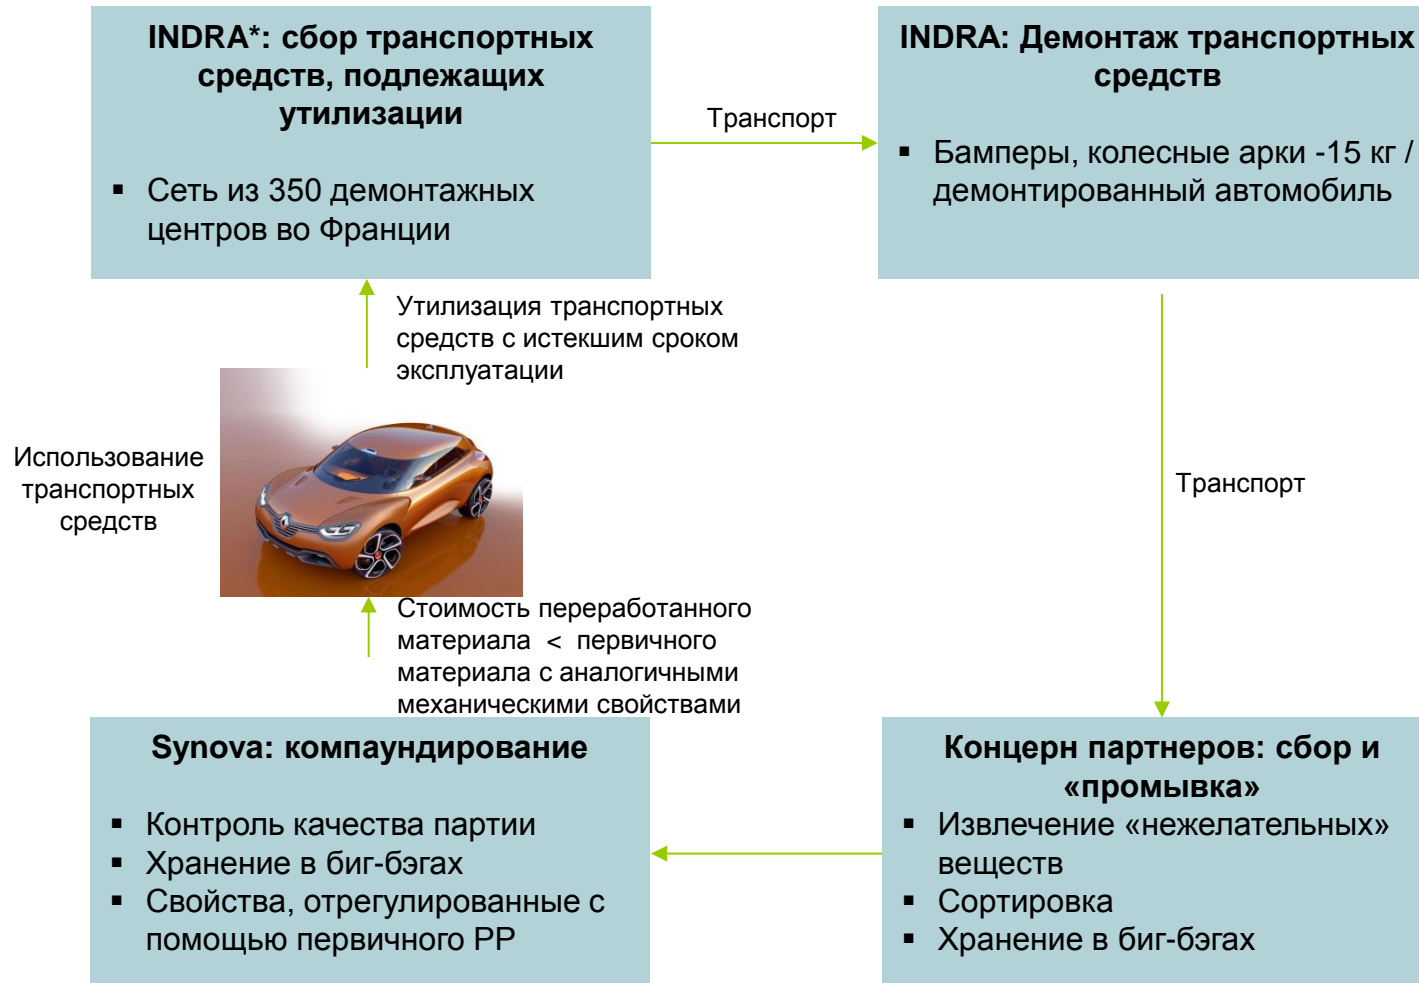 INDRA*: сбор транспортных
средств, подлежащих
утилизации
▪ Сеть из 350 демонтажных
центров во Франции
Транспорт
INDRA: Демонтаж транспортных
средств
▪ Бамперы, колесные арки -15 кг /
демонтированный автомобиль
Утилизация транспортных
средств с истекшим сроком
эксплуатации
Использование
транспортных
средств
Транспорт
Стоимость переработанного
материала < первичного
материала с аналогичными
механическими свойствами
Synova: компаундирование
▪ Контроль качества партии
▪ Хранение в биг-бэгах
▪ Свойства, отрегулированные с
помощью первичного PP
Концерн партнеров: сбор и
«промывка»
▪ Извлечение «нежелательных»
веществ
▪ Сортировка
▪ Хранение в биг-бэгах